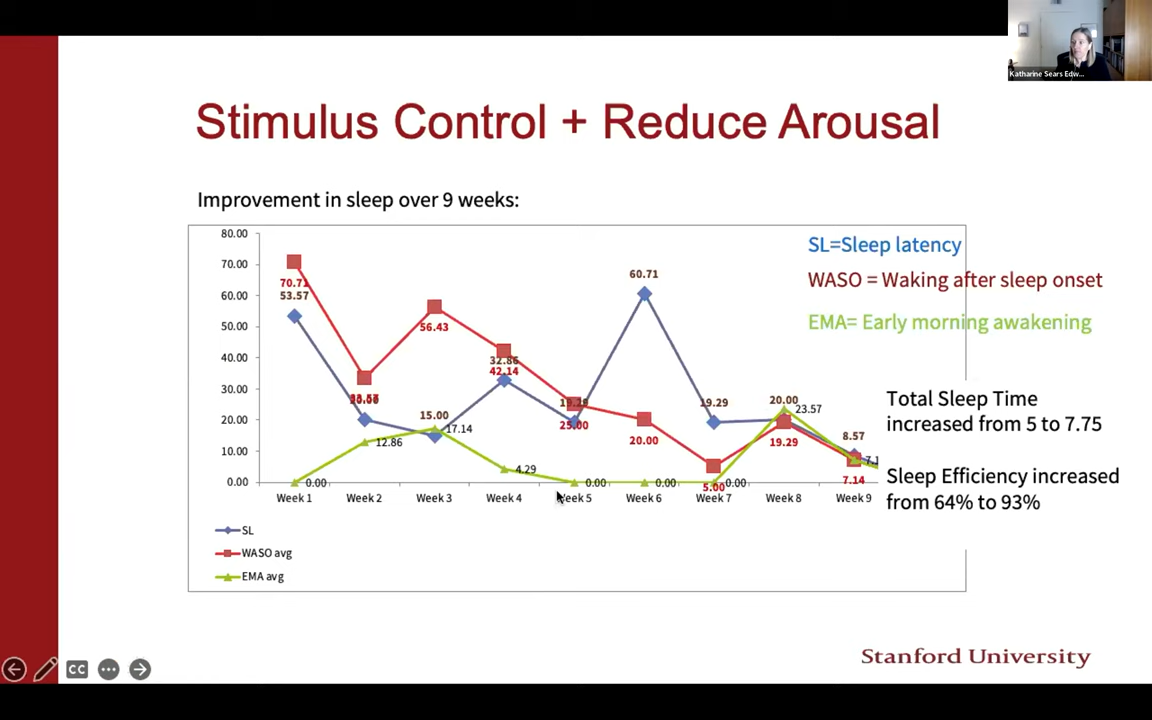 Katharine Sears Edw...
Stimulus Control + Reduce Arousal
Improvement in sleep over 9 weeks:
SL=Sleep latency
WASO = Waking after sleep onset
EMA= Early morning awakening
80.00
70.00
60.00
50.00
40.00
30.00
20.00
10.00
0.00
70.71
53.57
56.43
15.00
32.86
42.14
25.00
60.71
20.00
19.29
5.00
20.00
23.57
19.29
8.57
7.14
0.00
12.86
17.14
4.29
0.00
0.00
0.00
Week 1 Week 2 Week 3 Week 4 Week 5 Week 6 Week 7 Week 8 Week 9
SL
WASO avg
EMA avg
Total Sleep Time
increased from 5 to 7.75
Sleep Efficiency increased
from 64% to 93%
CC
Stanford University